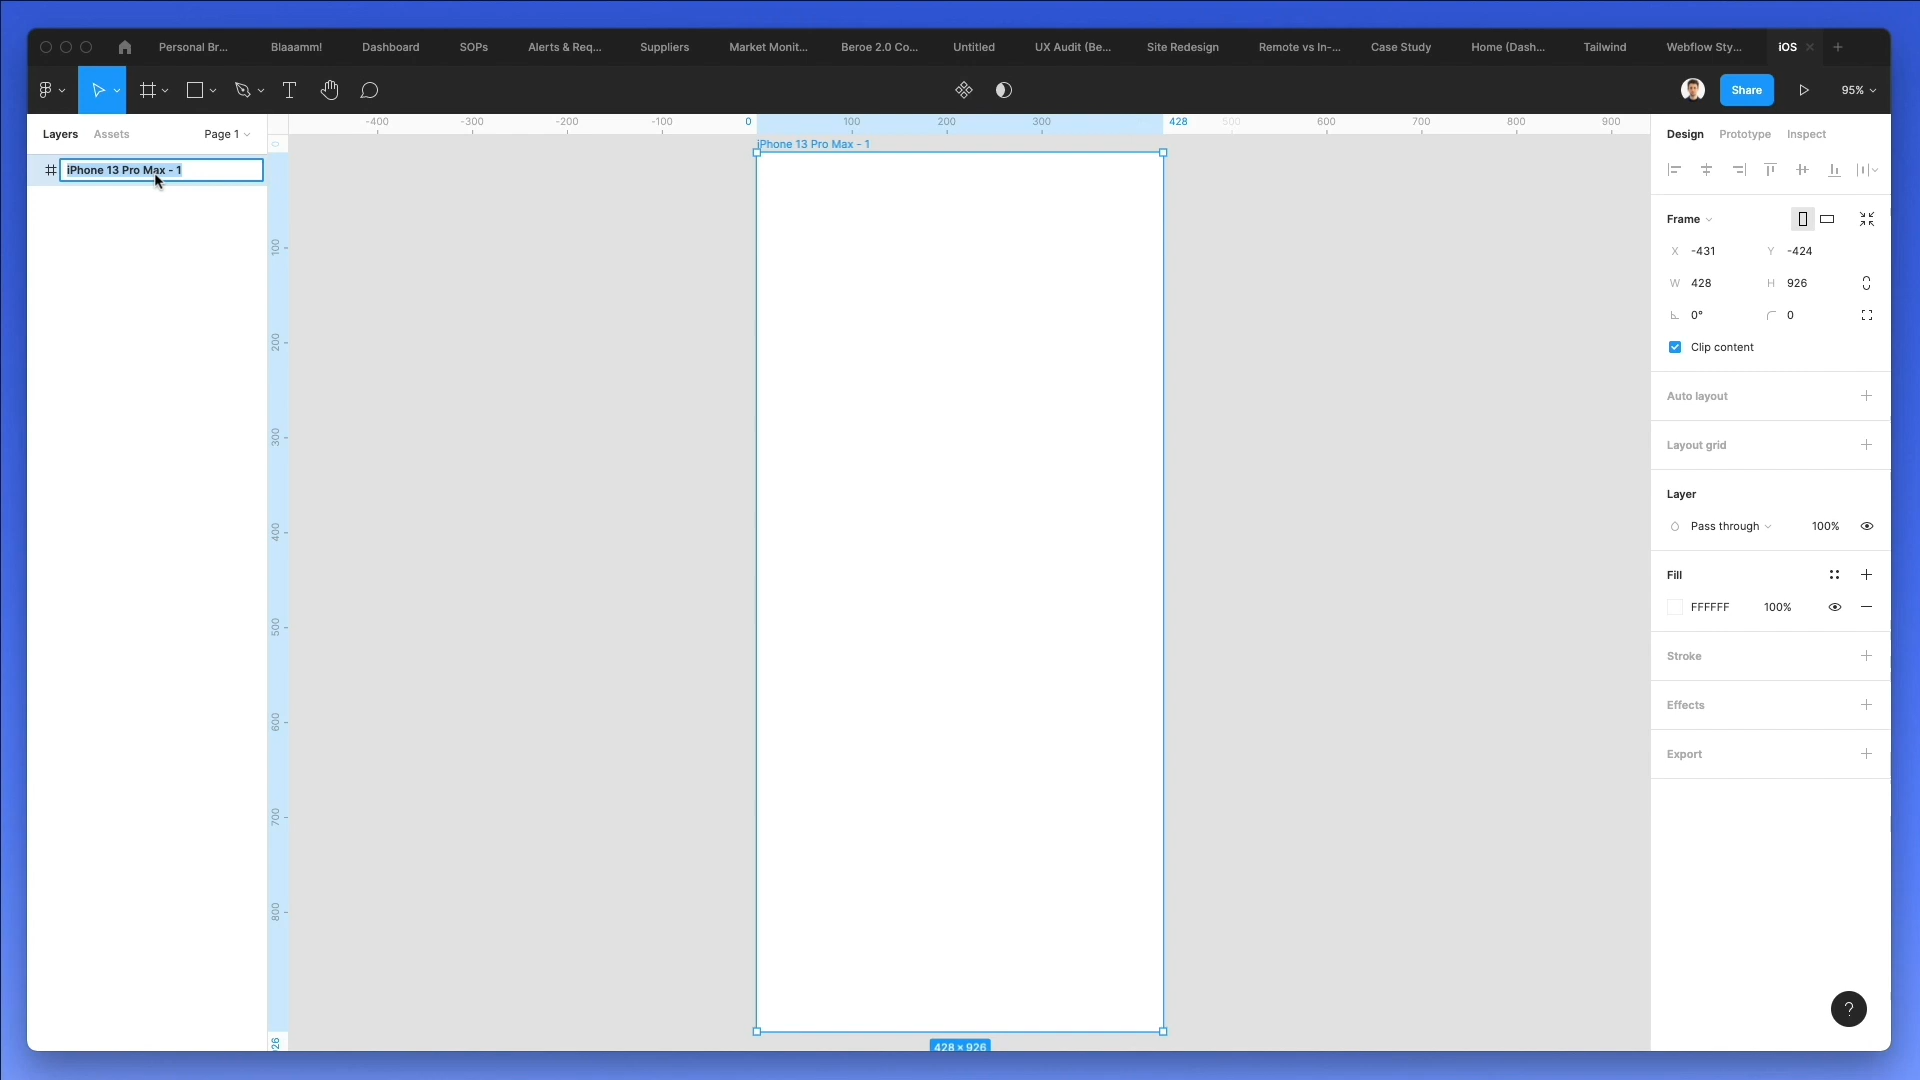 Personal Br...
Blaaamm!
Dashboard
SOPs
Alerts & Req...
Suppliers
Market Monit...
Beroe 2.0 Co...
Untitled
UX Audit (Be...
Site Redesign
Remote vs In-...
Case Study
Home (Dash...
Tailwind
Webflow Sty...
iOS
Share
95%
Layers
Assets
Page 1
-400
-300
-200
-100
0
100
200
300
428
500
600
700
800
900
iPhone 13 Pro Max - 1
iPhone 13 Pro Max - 1
0
100
200
300
400
500
600
700
800
26
428 × 926
Design
Prototype
Inspect
Frame
X -431
Y -424
W 428
H 926
0°
0
Clip content
Auto layout
Layout grid
Layer
Pass through
100%
Fill
FFFFFF
100%
Stroke
Effects
Export
?